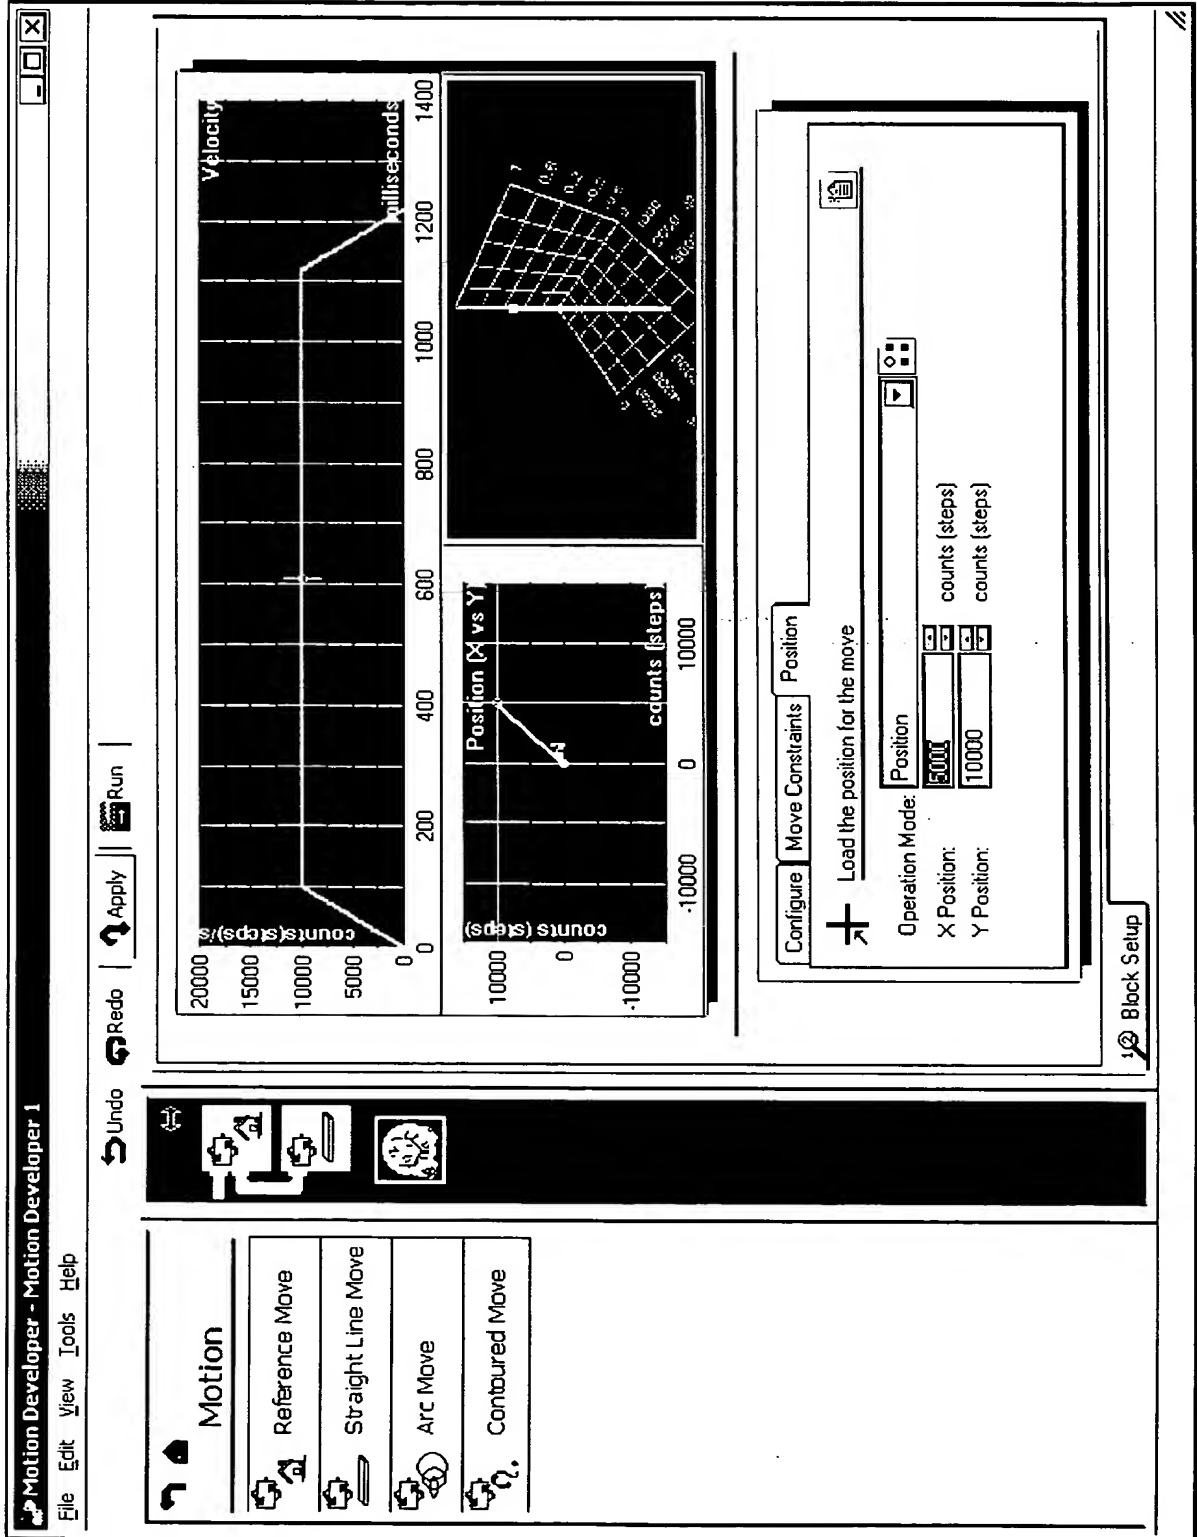 Motion Developer - Motion Developer 1
File Edit View Tools Help
Undo Redo Apply Run
Motion
Reference Move
Straight Line Move
Arc Move
Contoured Move
Velocity
counts(steps)/s
20000
15000
10000
5000
0
milliseconds
0 200 400 600 800 1000 1200 1400
Position (X vs Y)
counts (steps)
10000
0
-10000
counts (steps)
-10000 0 10000
Configure Move Constraints Position
Load the position for the move
Operation Mode: Position
X Position: 5000 counts (steps)
Y Position: 10000 counts (steps)
Block Setup